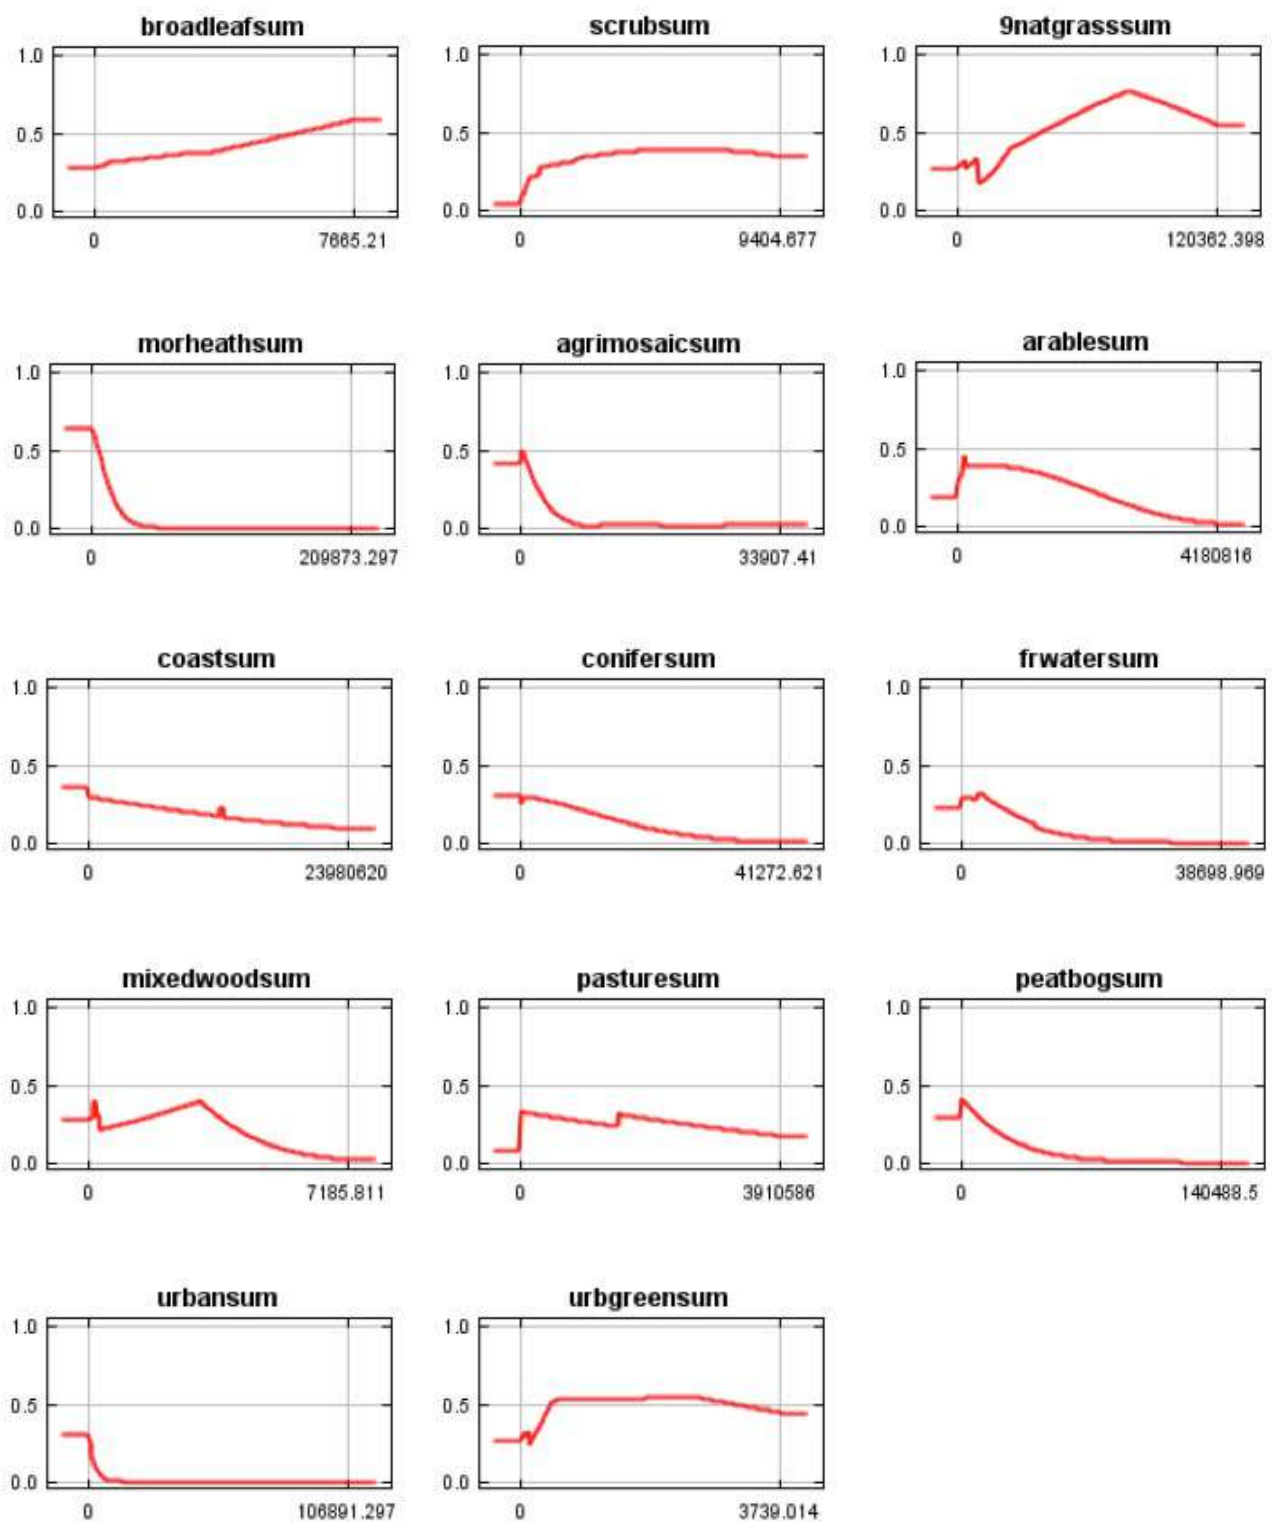 broadleafsum scrubsum 9natgrasssum
1.0 1.0 1.0
0.5 0.5 0.5
0.0 0.0 0.0
0 7665.21 0 9404.677 0 120362.398
morheathsum agrimosaicsum arablesum
1.0 1.0 1.0
0.5 0.5 0.5
0.0 0.0 0.0
0 209873.297 0 33907.41 0 4180816
coastsum conifersum frwatersum
1.0 1.0 1.0
0.5 0.5 0.5
0.0 0.0 0.0
0 23980620 0 41272.621 0 38698.969
mixedwoodsum pasturesum peatbogsum
1.0 1.0 1.0
0.5 0.5 0.5
0.0 0.0 0.0
0 7185.811 0 3910586 0 140488.5
urbansum urbgreensum
1.0 1.0
0.5 0.5
0.0 0.0
0 106891.297 0 3739.014